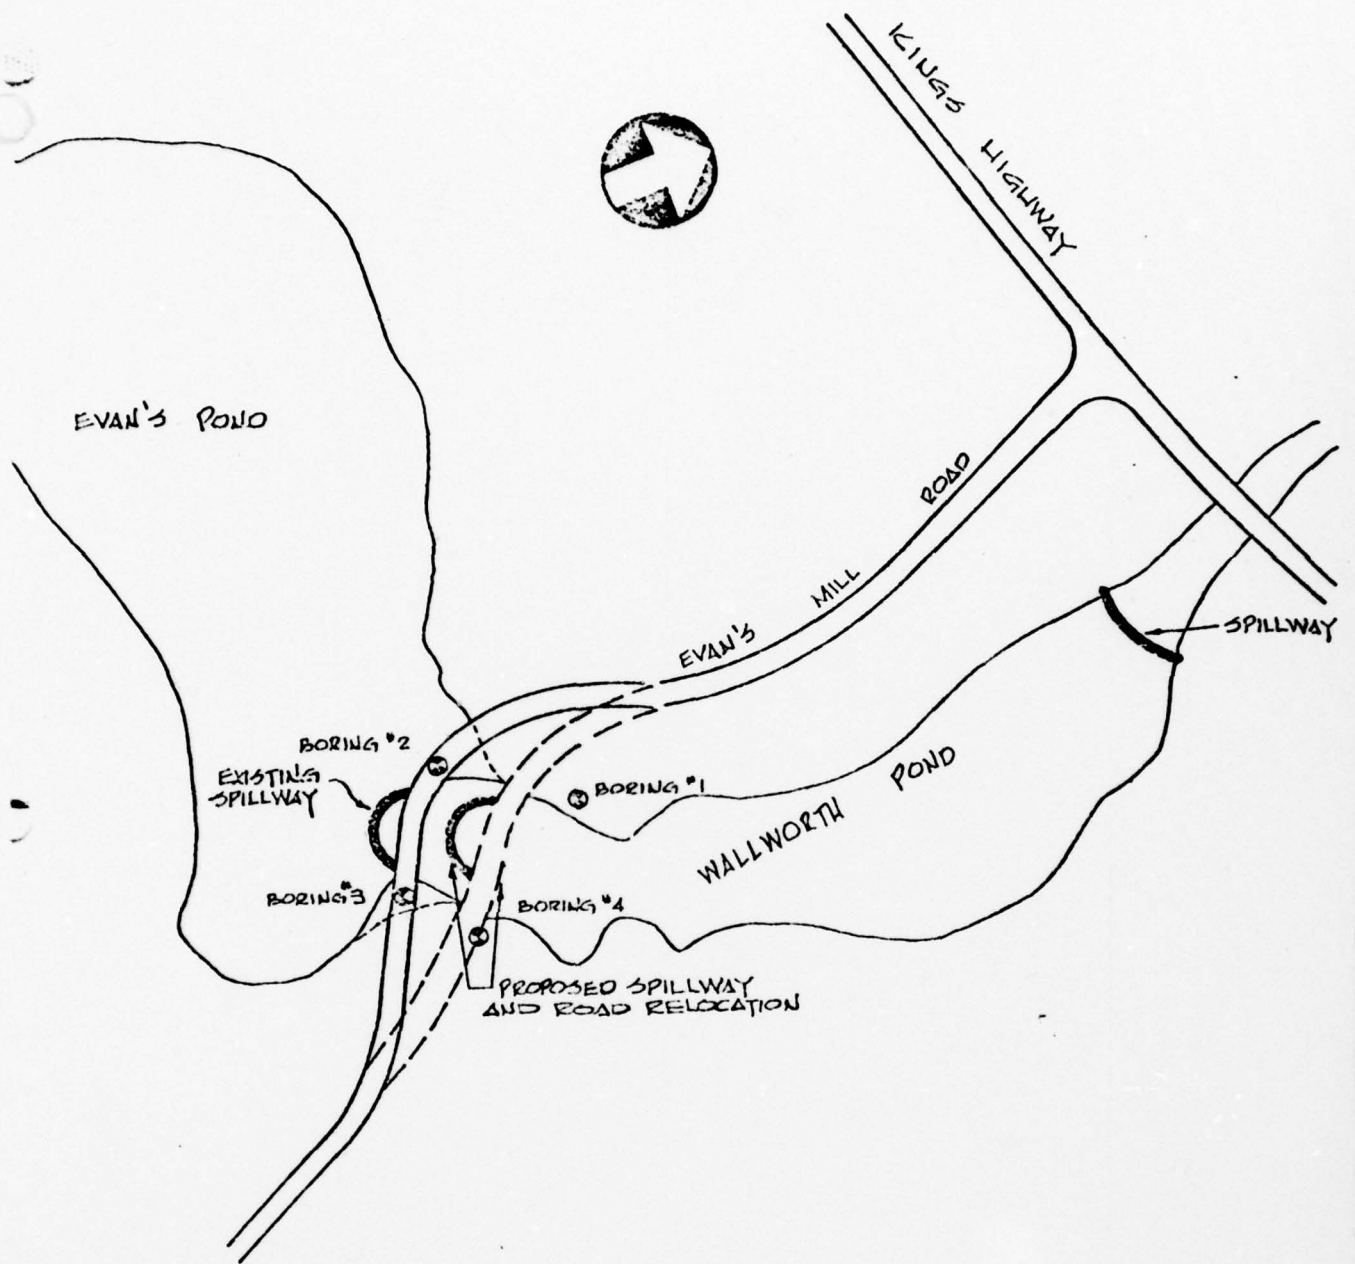 KINGS HIGHWAY
EVAN'S POND
EVAN'S MILL ROAD
SPILLWAY
BORING #2
EXISTING
SPILLWAY
BORING #1
WALLWORTH POND
BORING #3
BORING #4
PROPOSED SPILLWAY
AND ROAD RELOCATION